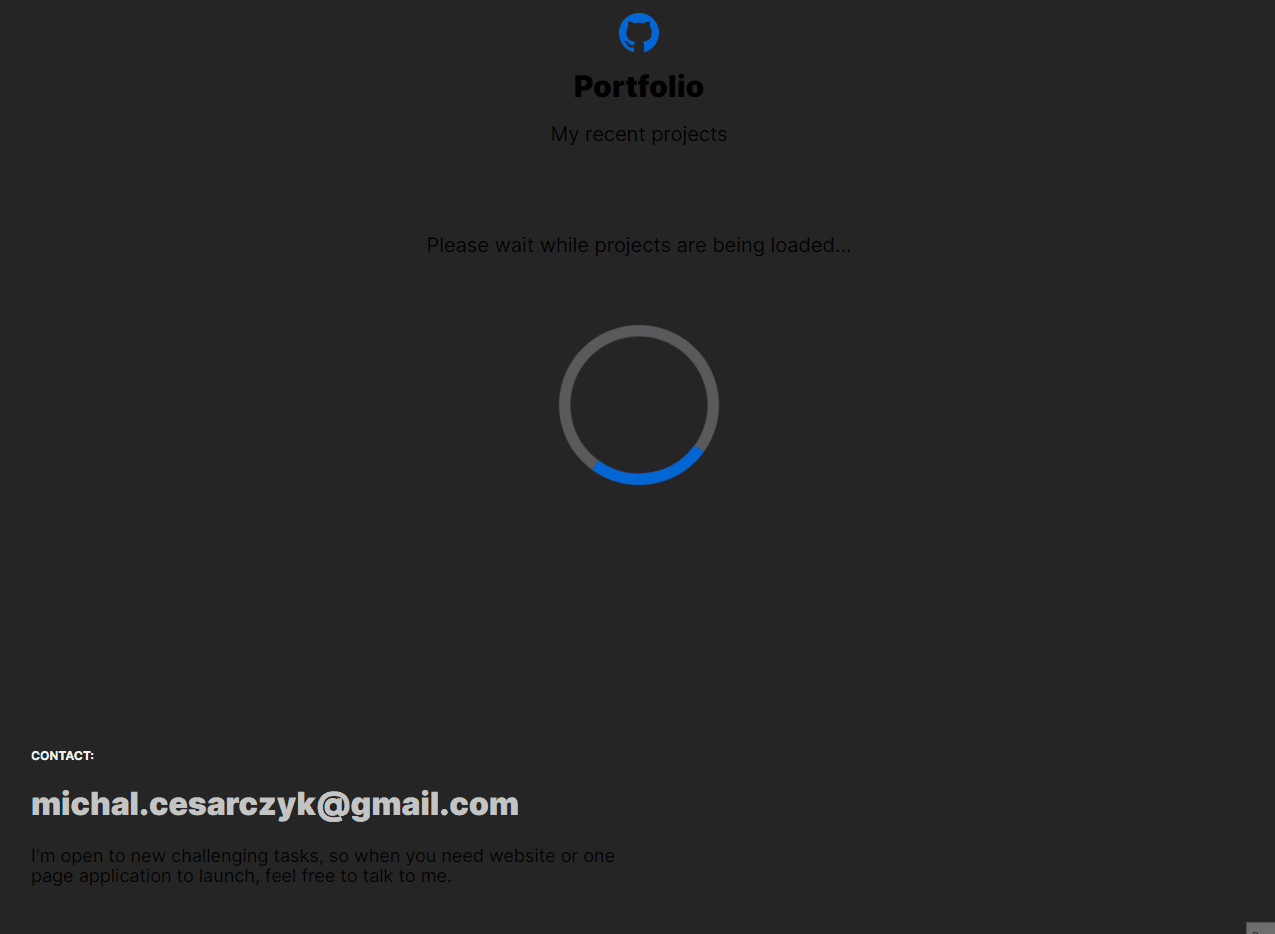 Portfolio
My recent projects
Please wait while projects are being loaded...
CONTACT:
michal.cesarczyk@gmail.com
I'm open to new challenging tasks, so when you need website or one
page application to launch, feel free to talk to me.